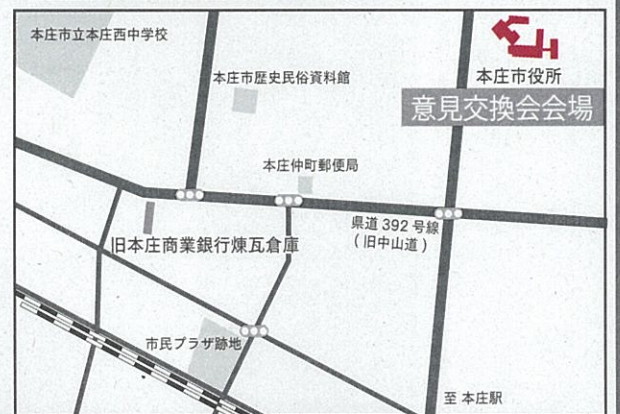 本庄市立本庄西中学校
本庄市歴史民俗資料館
本庄市役所
意見交換会会場
本庄仲町郵便局
県道392号線
(旧中山道)
旧本庄商業銀行煉瓦倉庫
市民プラザ跡地
至 本庄駅